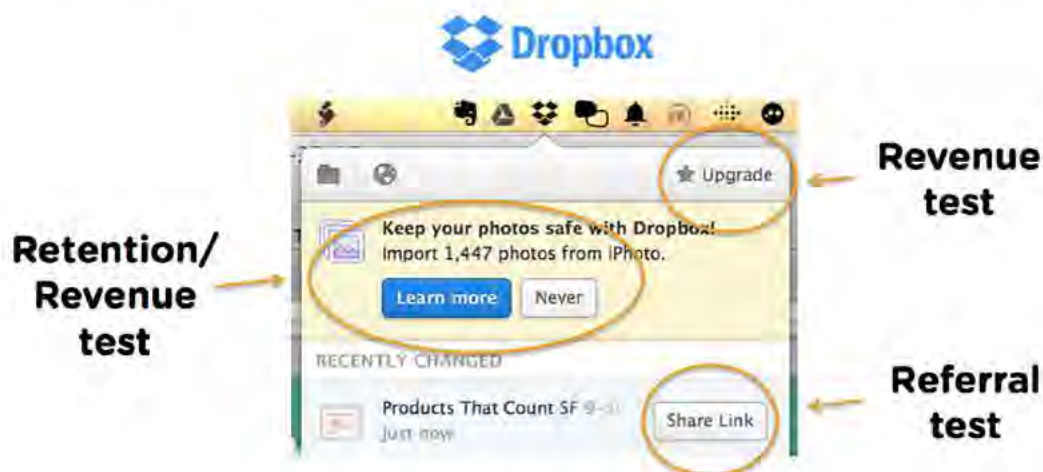 Dropbox
Upgrade
Revenue
test
Keep your photos safe with Dropbox!
Import 1,447 photos from iPhoto.
Learn more
Never
Retention/
Revenue
test
RECENTLY CHANGED
Products That Count SF
Share Link
Just now
Referral
test